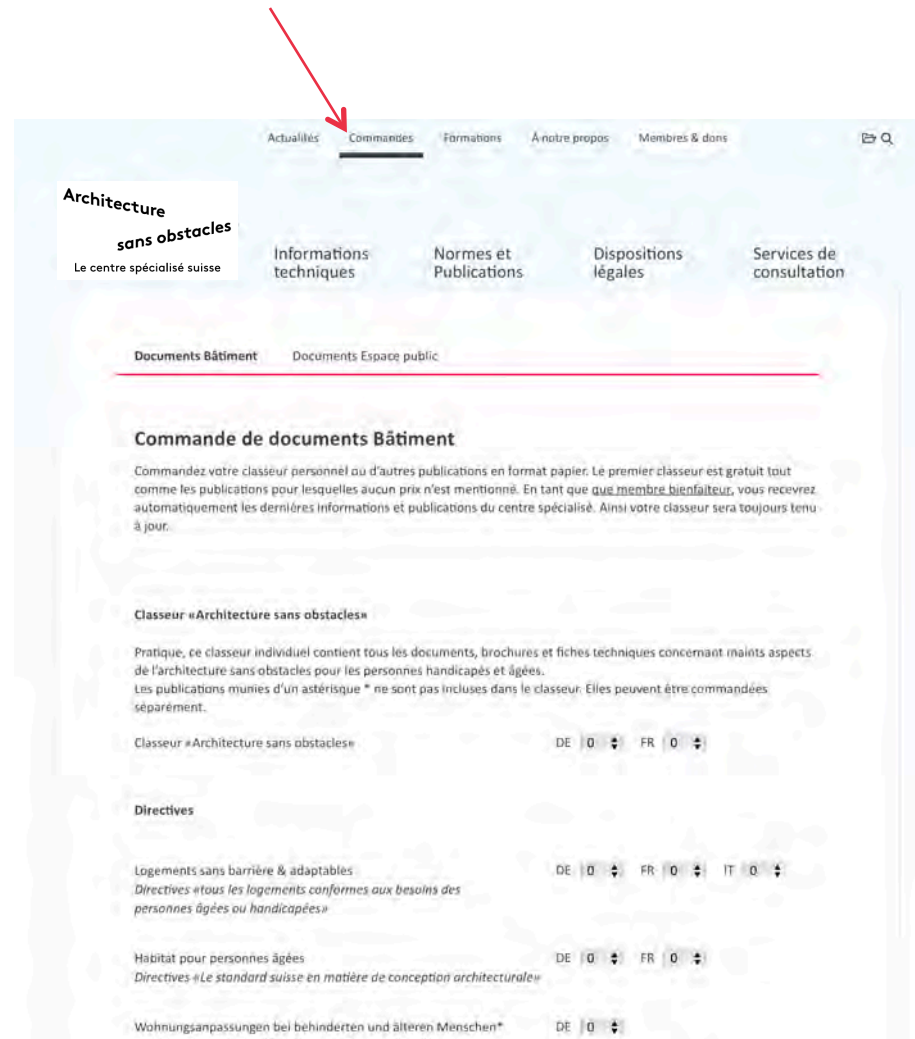 Actualités Commandes Formations À notre propos Membres & dons
Architecture
sans obstacles
Le centre spécialisé suisse
Informations techniques
Normes et Publications
Dispositions légales
Services de consultation
Documents Bâtiment Documents Espace public
Commande de documents Bâtiment
Commandez votre classeur personnel ou d'autres publications en format papier. Le premier classeur est gratuit tout
comme les publications pour lesquelles aucun prix n'est mentionné. En tant que que membre bienfaiteur, vous recevrez
automatiquement les dernières informations et publications du centre spécialisé. Ainsi votre classeur sera toujours tenu
à jour.
Classeur «Architecture sans obstacles»
Pratique, ce classeur individuel contient tous les documents, brochures et fiches techniques concernant maints aspects
de l'architecture sans obstacles pour les personnes handicapés et âgées.
Les publications munies d'un astérisque * ne sont pas incluses dans le classeur. Elles peuvent être commandées
séparément.
Classeur «Architecture sans obstacles» DE 0 FR 0
Directives
Logements sans barrière & adaptables DE 0 FR 0 IT 0
Directives «tous les logements conformes aux besoins des
personnes âgées ou handicapées»
Habitat pour personnes âgées DE 0 FR 0
Directives «Le standard suisse en matière de conception architecturale»
Wohnungsanpassungen bei behinderten und älteren Menschen* DE 0